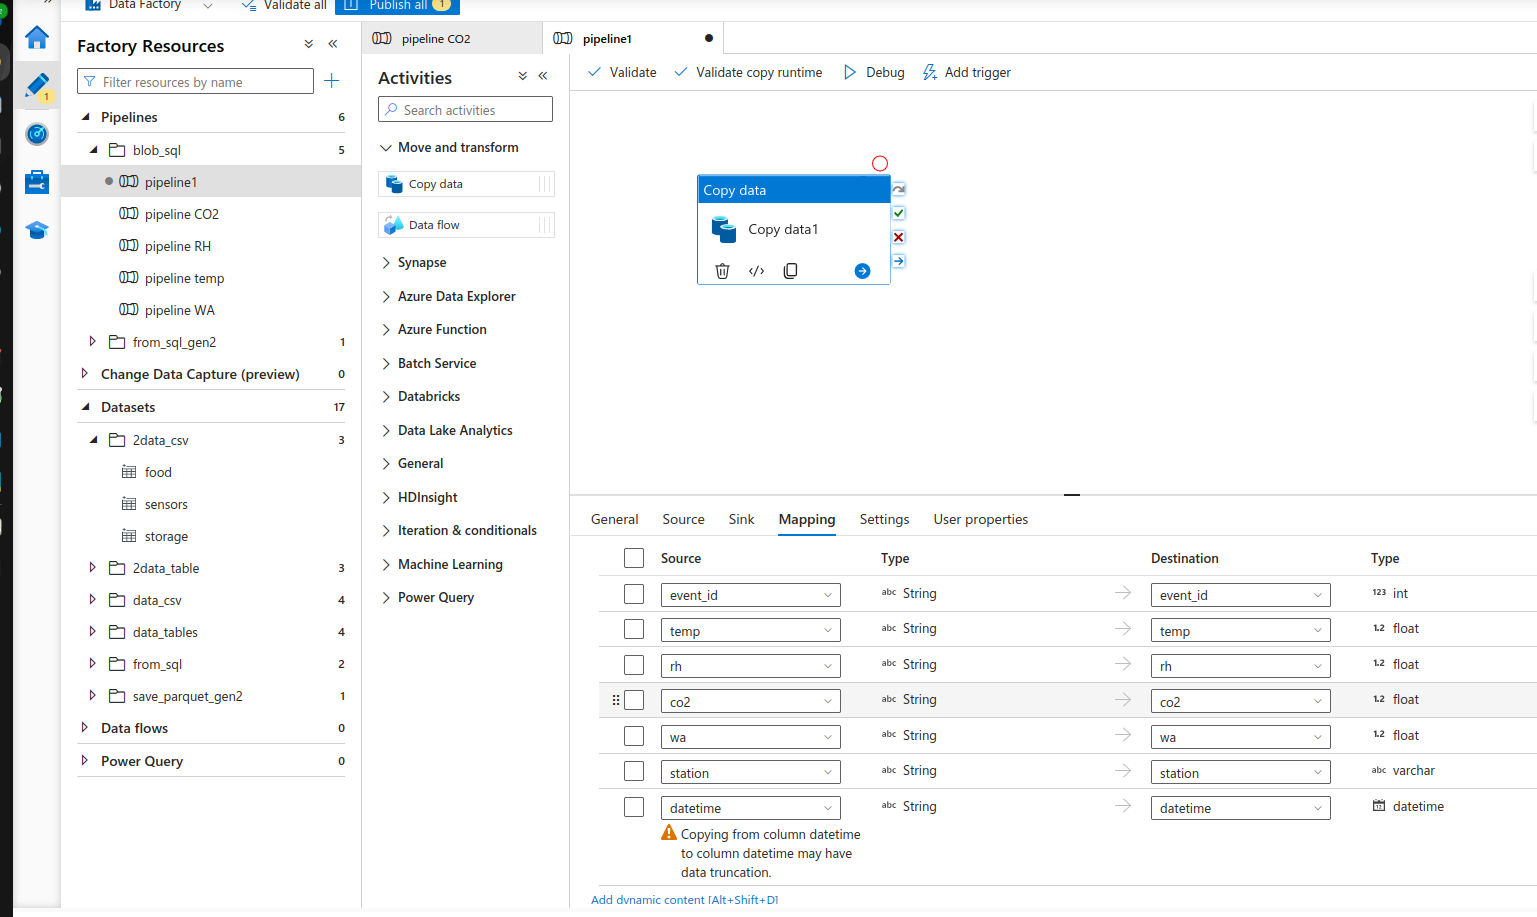 Data Factory
Validate all
Publish all
1
Factory Resources
Filter resources by name
1
Pipelines 6
blob_sql 5
pipeline1
pipeline CO2
pipeline RH
pipeline temp
pipeline WA
from_sql_gen2 1
Change Data Capture (preview) 0
Datasets 17
2data_csv 3
food
sensors
storage
2data_table 3
data_csv 4
data_tables 4
from_sql 2
save_parquet_gen2 1
Data flows 0
Power Query 0
pipeline CO2
pipeline1
Activities
Search activities
Move and transform
Copy data
Data flow
Synapse
Azure Data Explorer
Azure Function
Batch Service
Databricks
Data Lake Analytics
General
HDInsight
Iteration & conditionals
Machine Learning
Power Query
Validate
Validate copy runtime
Debug
Add trigger
Copy data
Copy data1
General Source Sink Mapping Settings User properties
Source Type Destination Type
event_id abc String event_id 123 int
temp abc String temp 1.2 float
rh abc String rh 1.2 float
co2 abc String co2 1.2 float
wa abc String wa 1.2 float
station abc String station abc varchar
datetime abc String datetime datetime
Copying from column datetime
to column datetime may have
data truncation.
Add dynamic content [Alt+Shift+D]